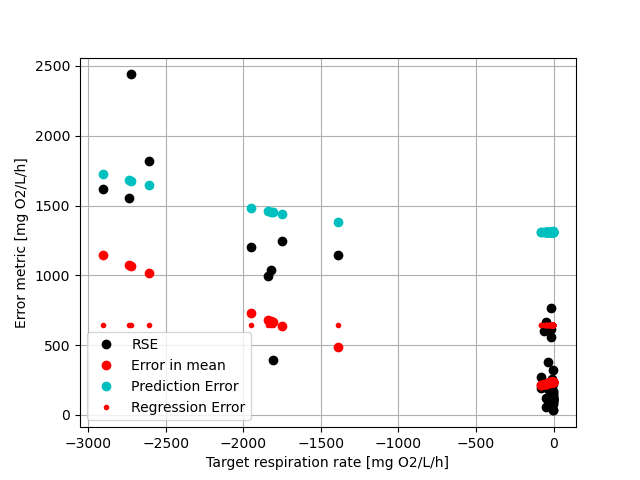 2500
2000
1500
1000
500
0
Error metric [mg O2/L/h]
RSE
Error in mean
Prediction Error
Regression Error
−3000 −2500 −2000 −1500 −1000 −500 0
Target respiration rate [mg O2/L/h]